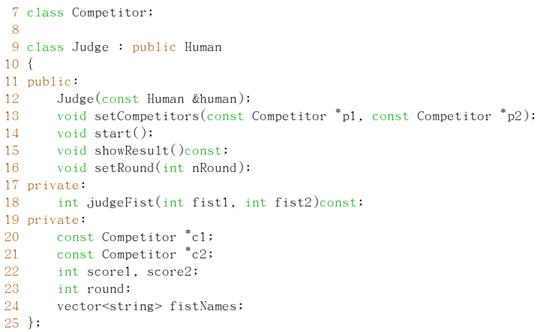 7 class Competitor;
8
9 class Judge : public Human
10 {
11 public:
12     Judge(const Human &human);
13     void setCompetitors(const Competitor *p1, const Competitor *p2);
14     void start();
15     void showResult()const;
16     void setRound(int nRound);
17 private:
18     int judgeFist(int fist1, int fist2)const;
19 private:
20     const Competitor *c1;
21     const Competitor *c2;
22     int score1, score2;
23     int round;
24     vector<string> fistNames;
25 };